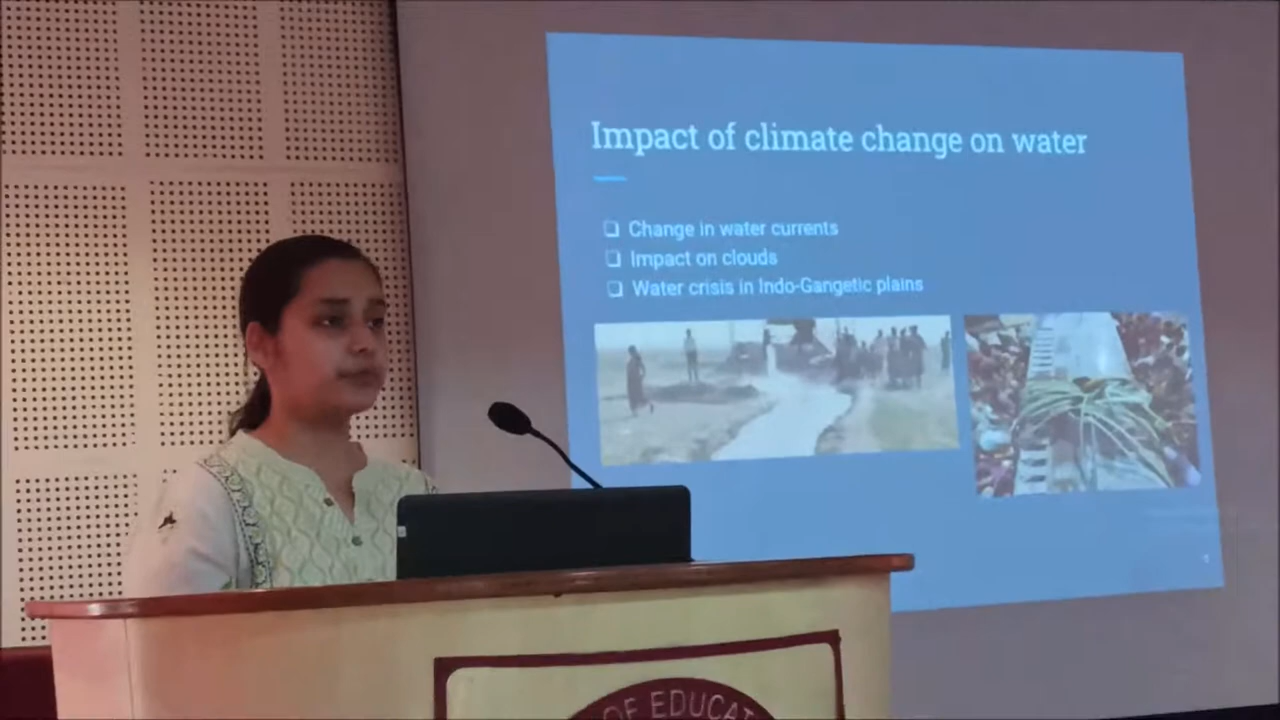 Impact of climate change on water
❏ Change in water currents
❏ Impact on clouds
❏ Water crisis in Indo-Gangetic plains
OF EDUCAT